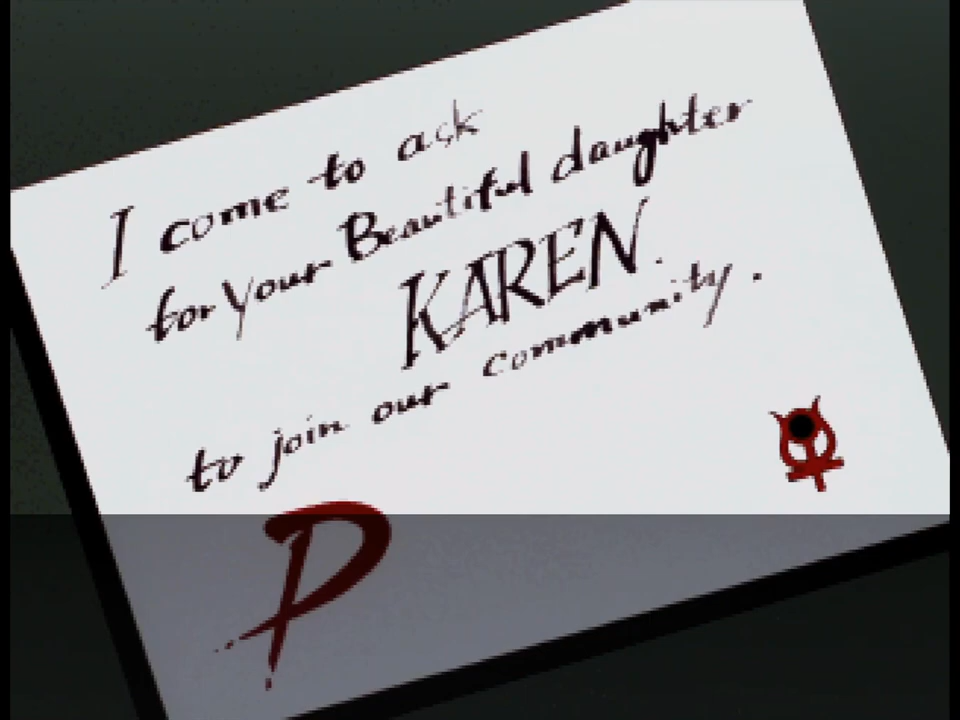 I come to ask
for your Beautiful daughter
KAREN.
to join our community.
D